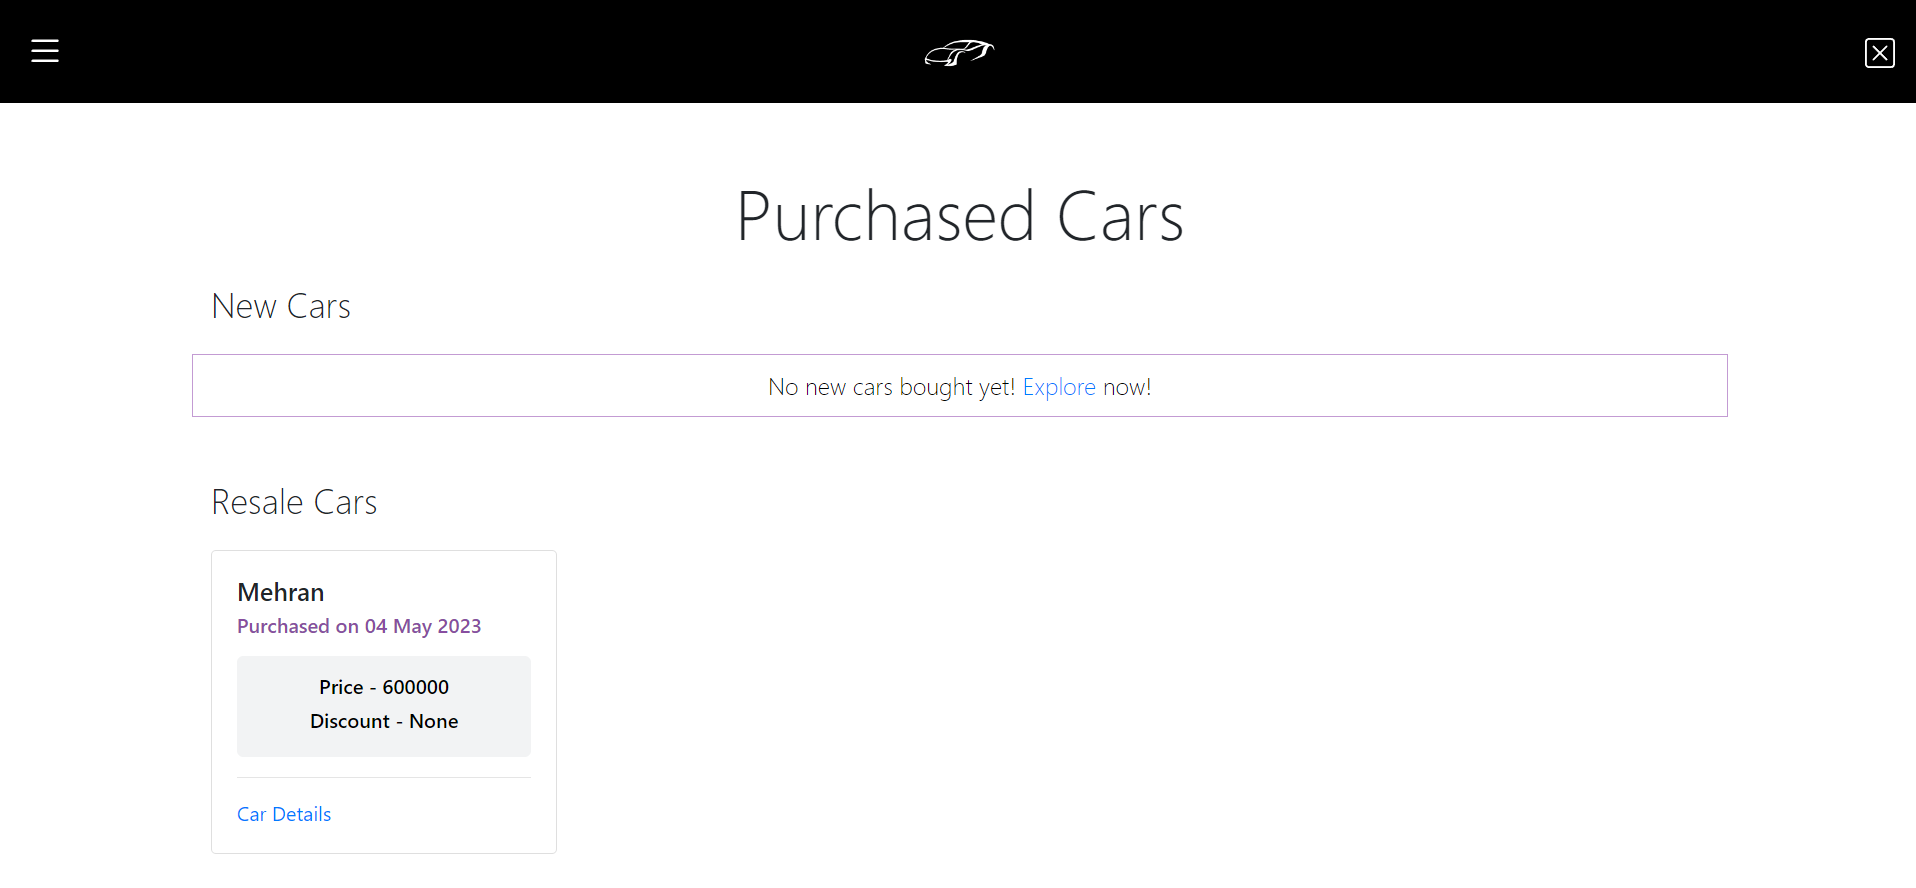 Purchased Cars
New Cars
No new cars bought yet! Explore now!
Resale Cars
Mehran
Purchased on 04 May 2023
Price - 600000
Discount - None
Car Details